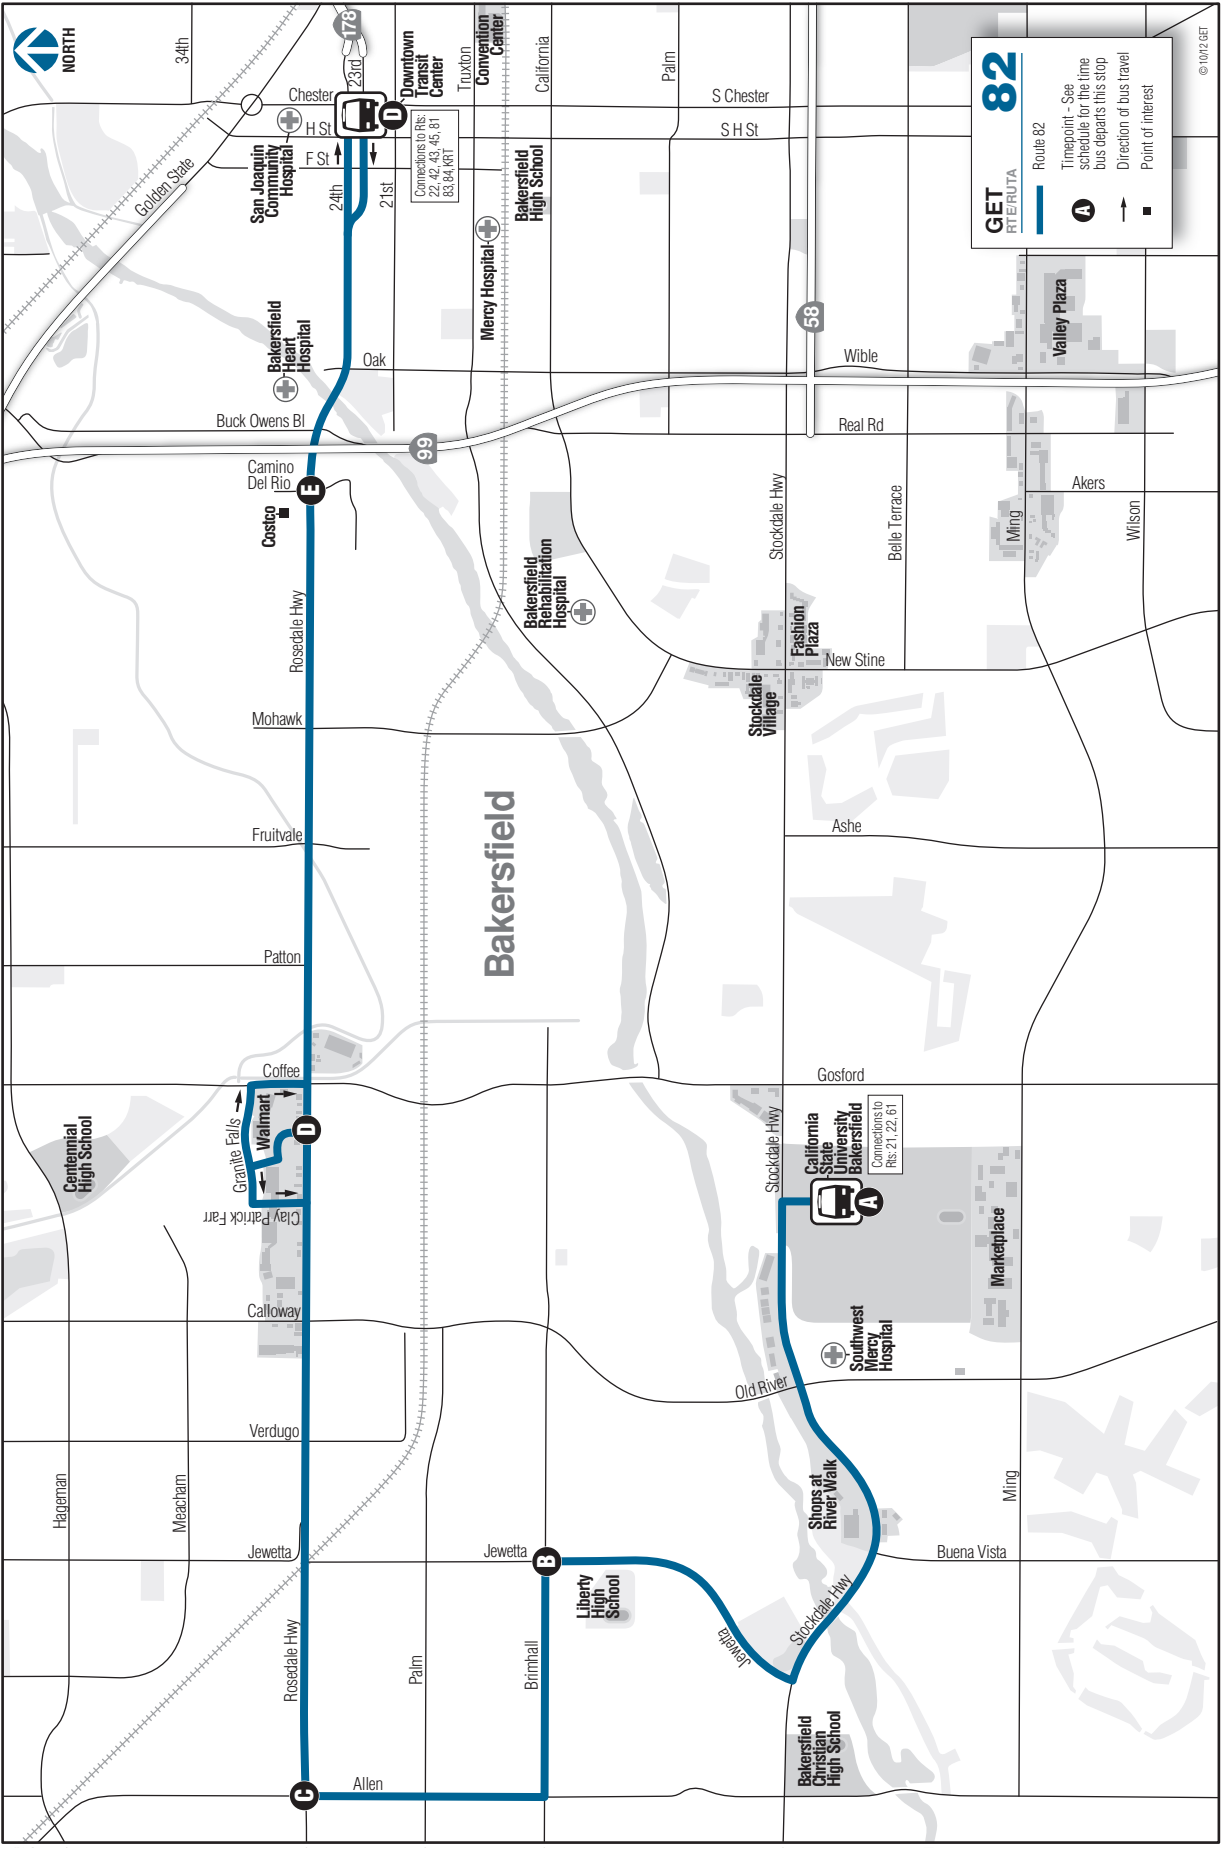 NORTH
34th
Golden State
178
23rd
Chester
H St
F St
24th
21st
San Joaquin
Community
Hospital
D
Downtown
Transit
Center
Connections to Rts:
22, 42, 43, 45, 81
83, 84, KRT
Truxton
Convention
Center
California
Palm
S Chester
S H St
Bakersfield
High School
Mercy Hospital
Bakersfield
Heart
Hospital
Oak
Wible
58
Valley Plaza
GET
RTE/RUTA
82
Route 82
A
Timepoint - See
schedule for the time
bus departs this stop
Direction of bus travel
Point of interest
© 10/12 GET
Buck Owens Bl
99
Real Rd
Camino
Del Rio
E
Costco
Akers
Ming
Wilson
Stockdale Hwy
Belle Terrace
Bakersfield
Rehabilitation
Hospital
Rosedale Hwy
Fashion
Plaza
New Stine
Stockdale
Village
Mohawk
Fruitvale
Ashe
Bakersfield
Patton
Coffee
Gosford
Centennial
High School
Granite Falls
Walmart
D
Clay Patrick Farr
Stockdale Hwy
California
State
University
Bakersfield
Connections to
Rts: 21, 22, 61
A
Marketplace
Calloway
Southwest
Mercy
Hospital
Old River
Verdugo
Hageman
Meacham
Shops at
River Walk
Ming
Jewetta
Jewetta
B
Buena Vista
Liberty
High
School
Stockdale Hwy
Jewetta
Rosedale Hwy
Palm
Brimhall
Bakersfield
Christian
High School
C
Allen